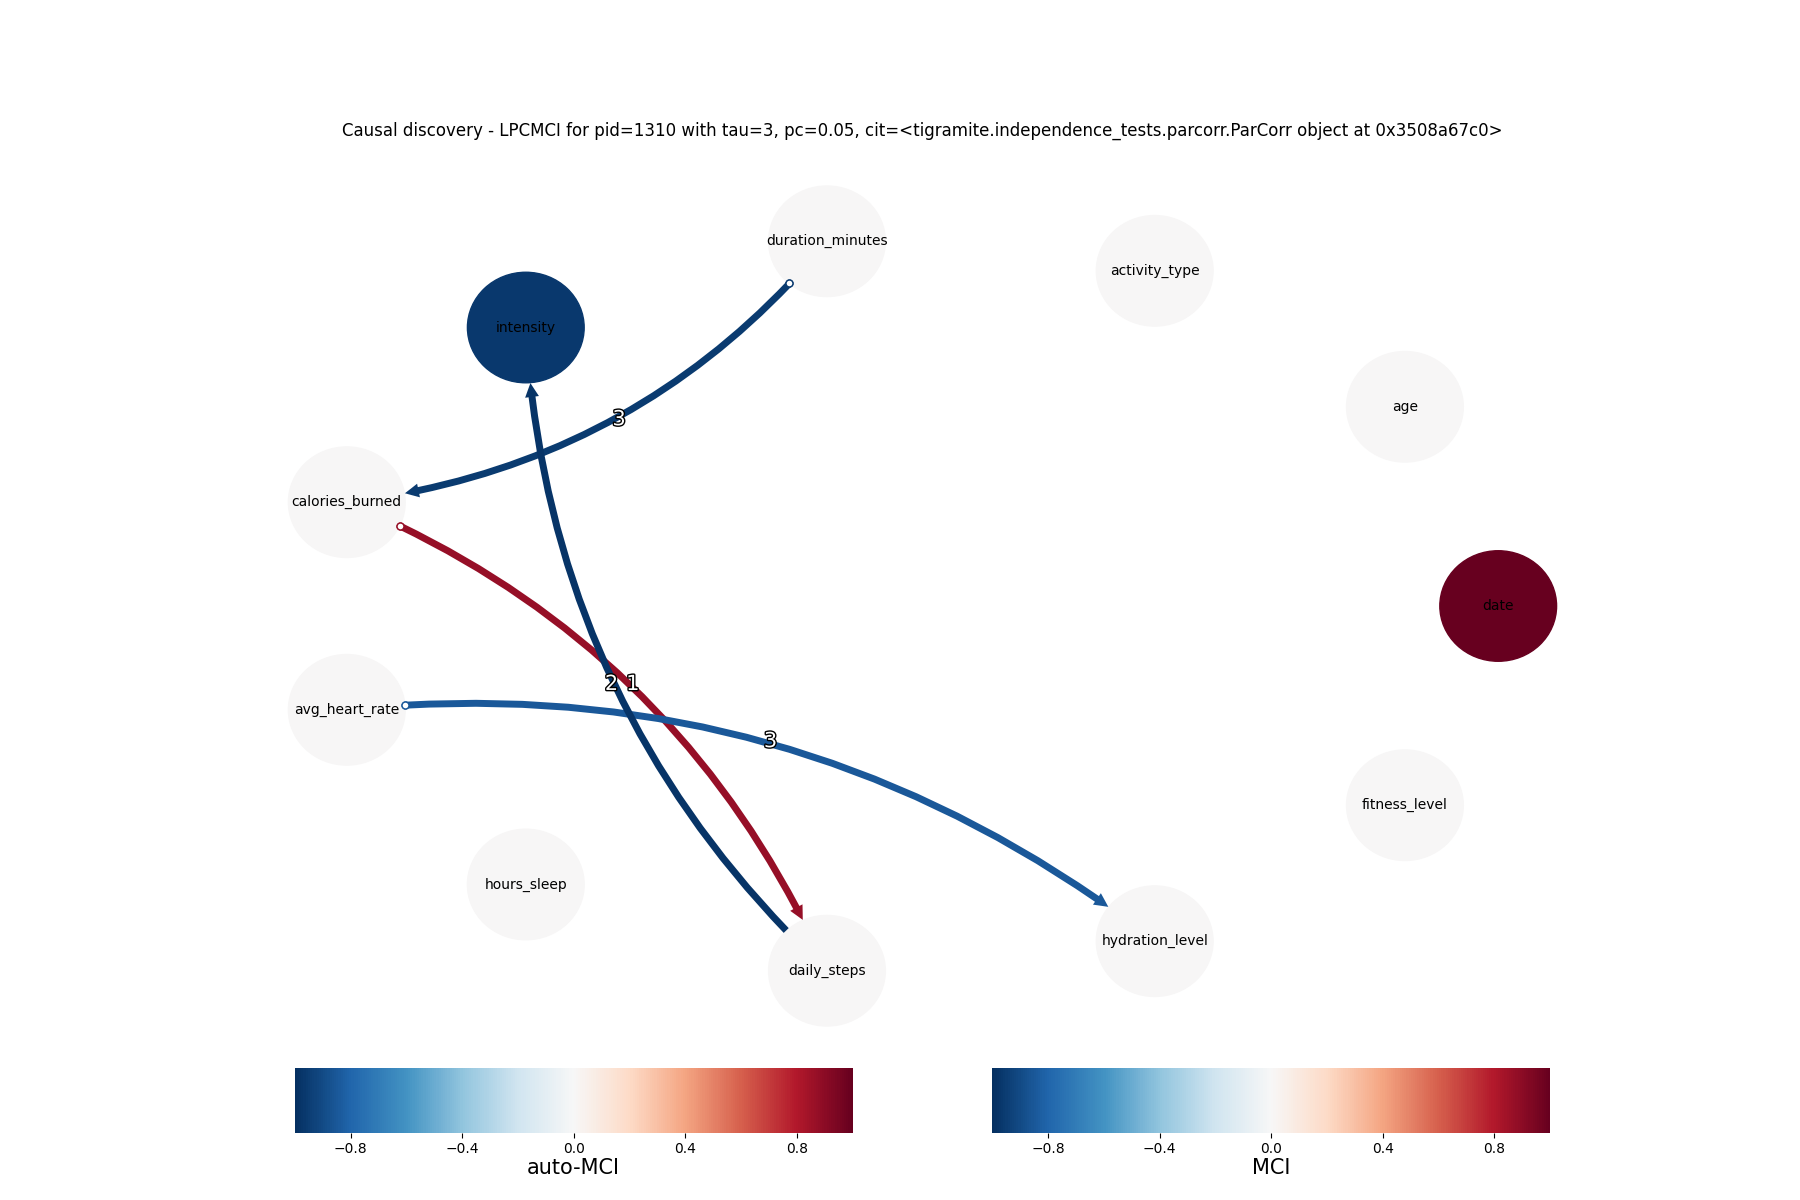 Causal discovery - LPCMCI for pid=1310 with tau=3, pc=0.05, cit=<tigramite.independence_tests.parcorr.ParCorr object at 0x3508a67c0>
duration_minutes
activity_type
intensity
age
3
calories_burned
date
2 1
avg_heart_rate
3
fitness_level
hours_sleep
hydration_level
daily_steps
−0.8 −0.4 0.0 0.4 0.8
auto-MCI
−0.8 −0.4 0.0 0.4 0.8
MCI